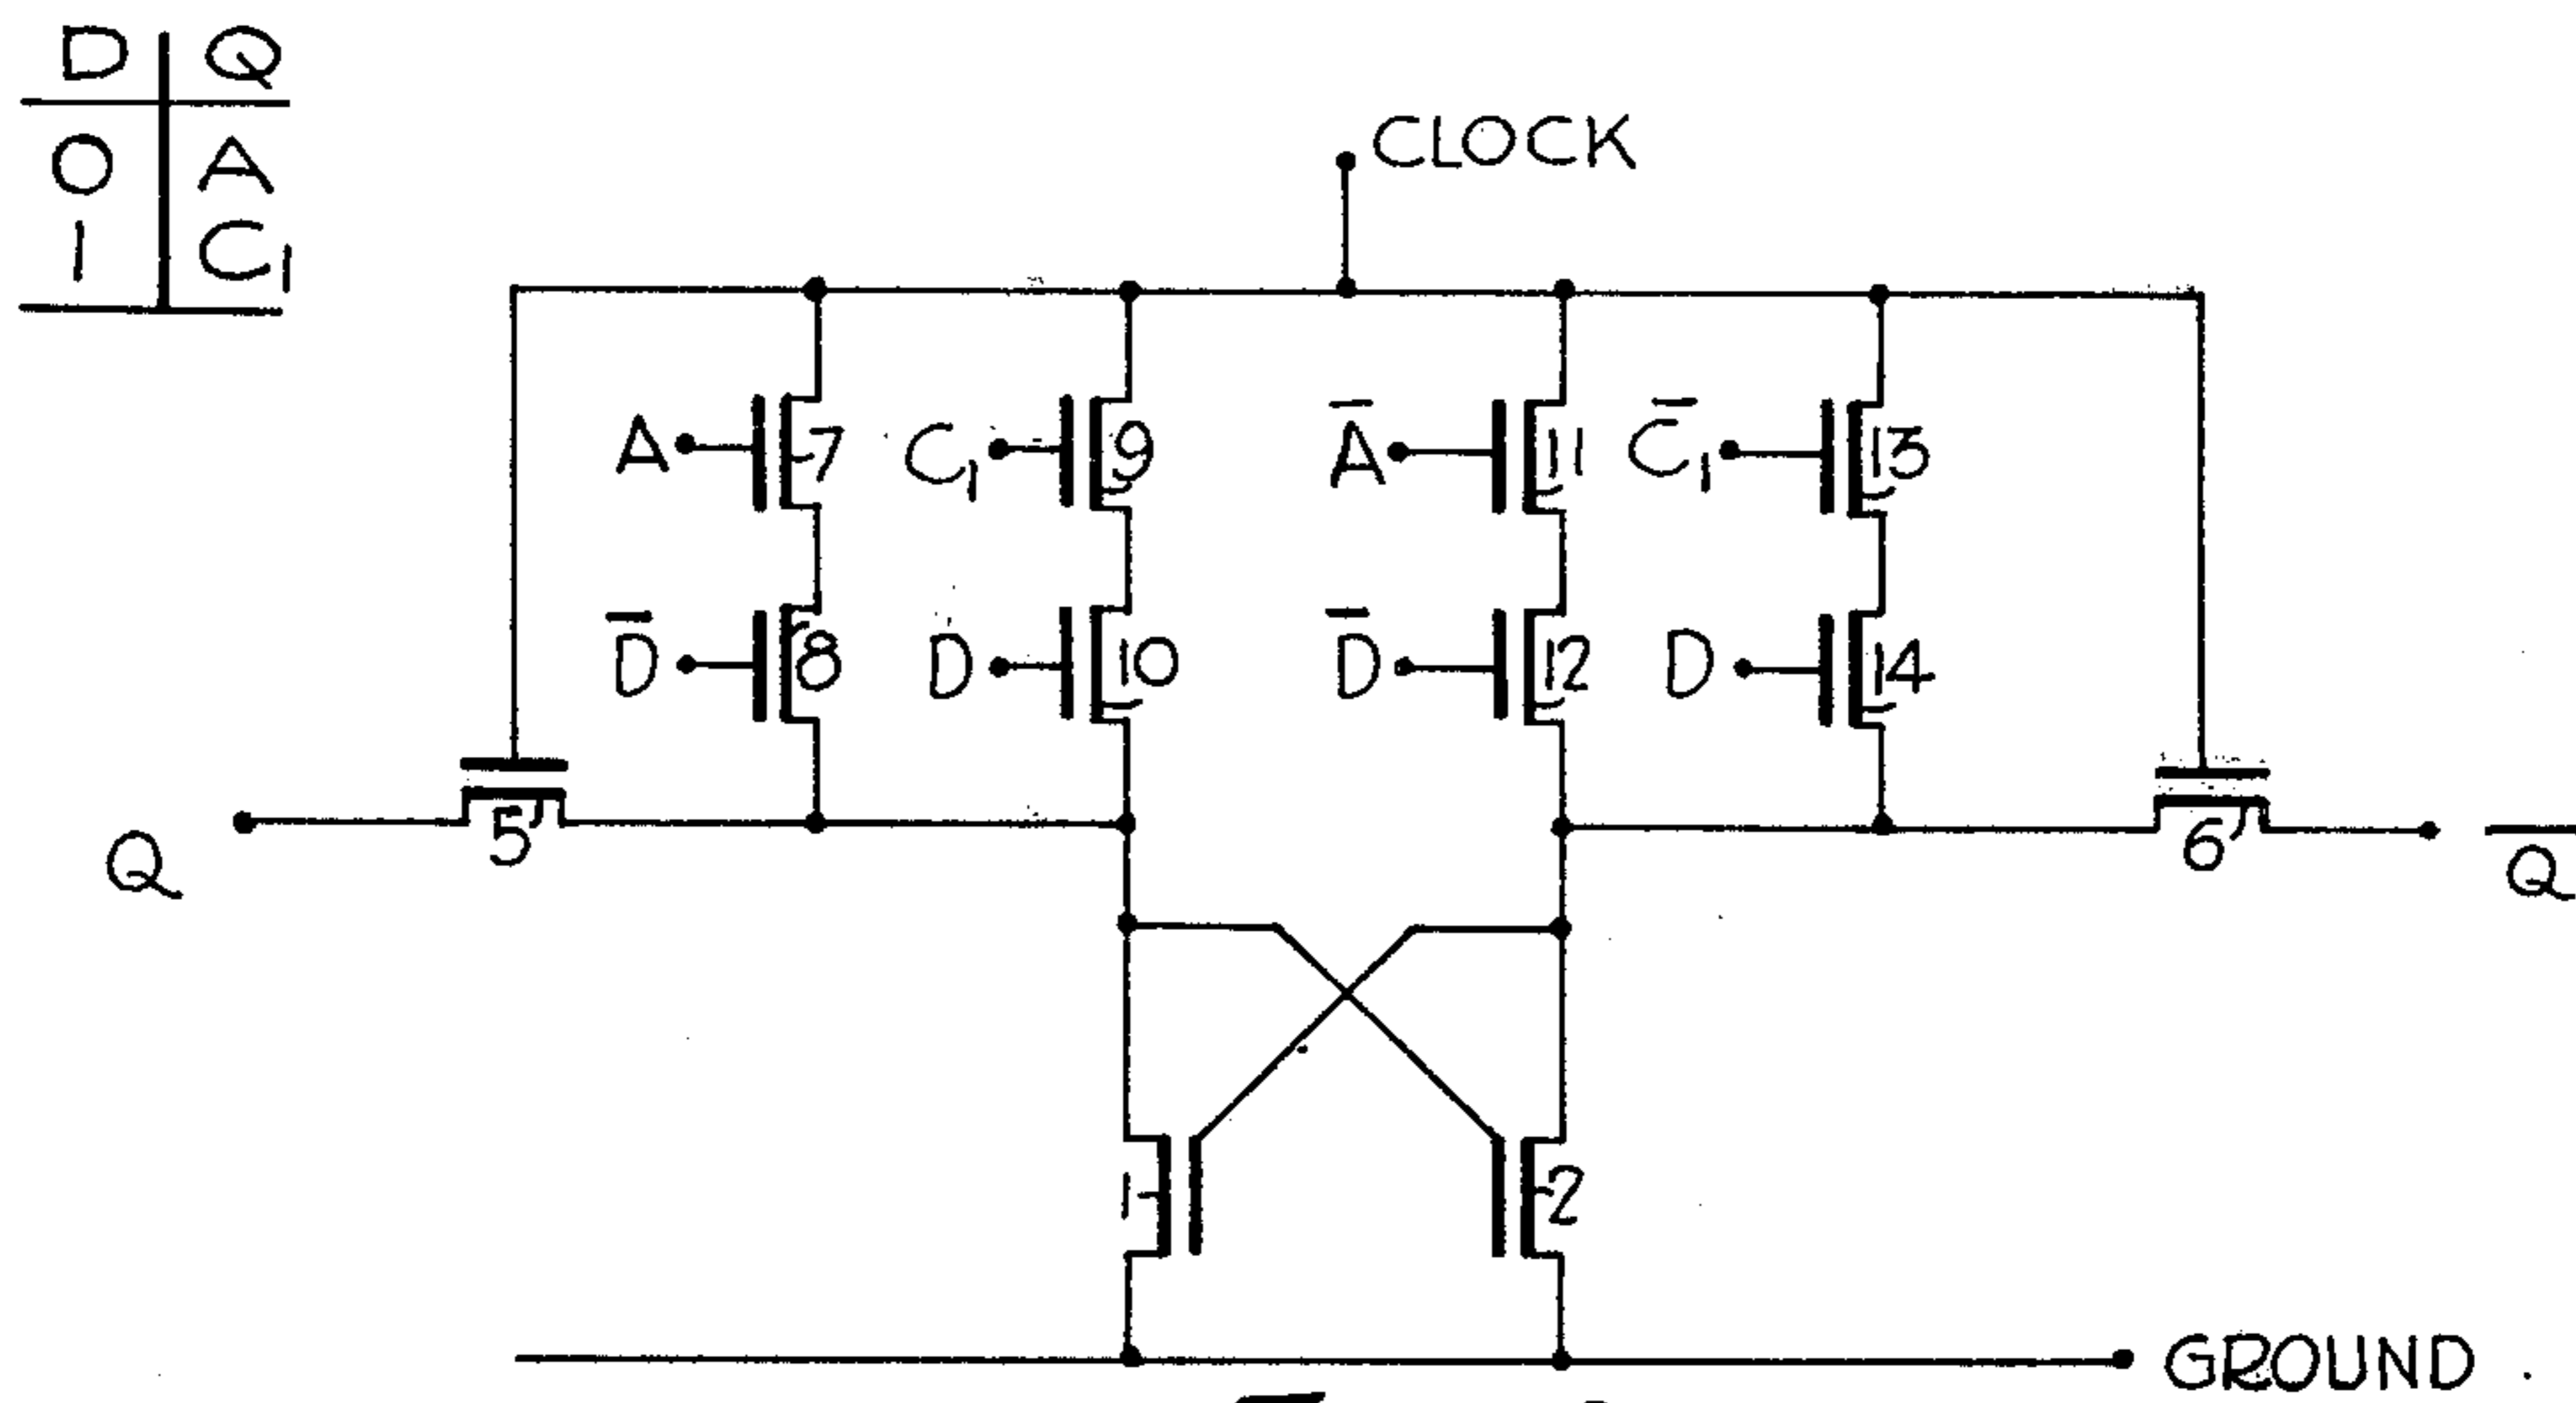 D Q
0 A
1 C₁
CLOCK
A 7 C₁ 9 A̅ 11 C̅₁ 13
D̅ 8 D 10 D̅ 12 D 14
Q 5 6 Q̅
1 2
GROUND